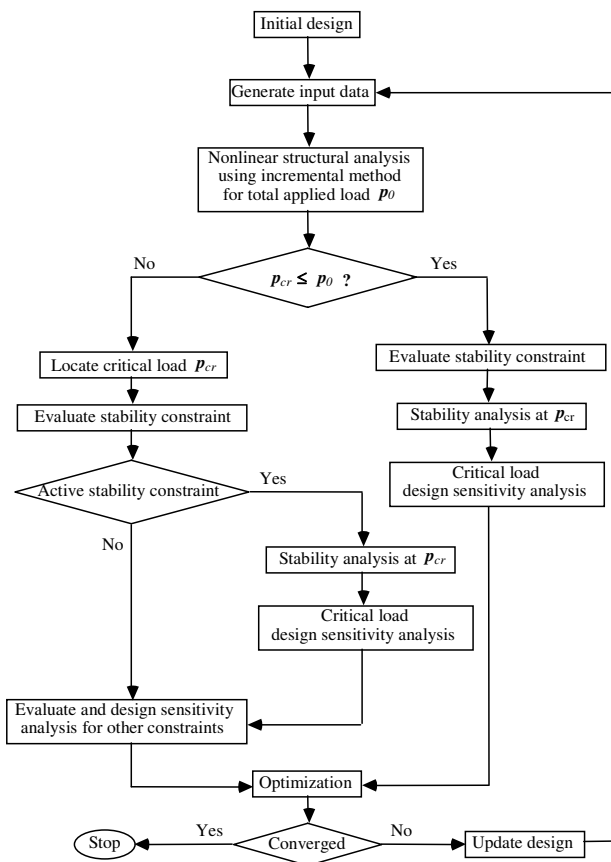 Initial design
Generate input data
Nonlinear structural analysis
using incremental method
for total applied load p0
No
pcr ≤ p0 ?
Yes
Locate critical load pcr
Evaluate stability constraint
Active stability constraint
Yes
No
Stability analysis at pcr
Critical load
design sensitivity analysis
Evaluate and design sensitivity
analysis for other constraints
Evaluate stability constraint
Stability analysis at pcr
Critical load
design sensitivity analysis
Optimization
Stop
Yes
Converged
No
Update design